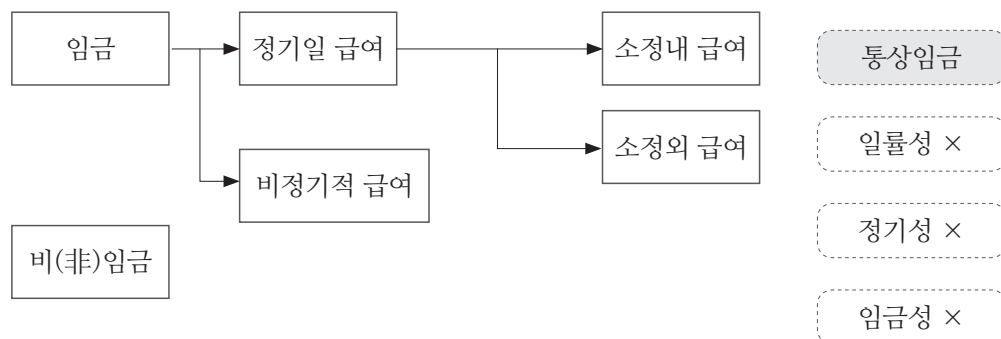 임금
정기일 급여
소정내 급여
통상임금
소정외 급여
일률성 ×
비정기적 급여
정기성 ×
비(非)임금
임금성 ×